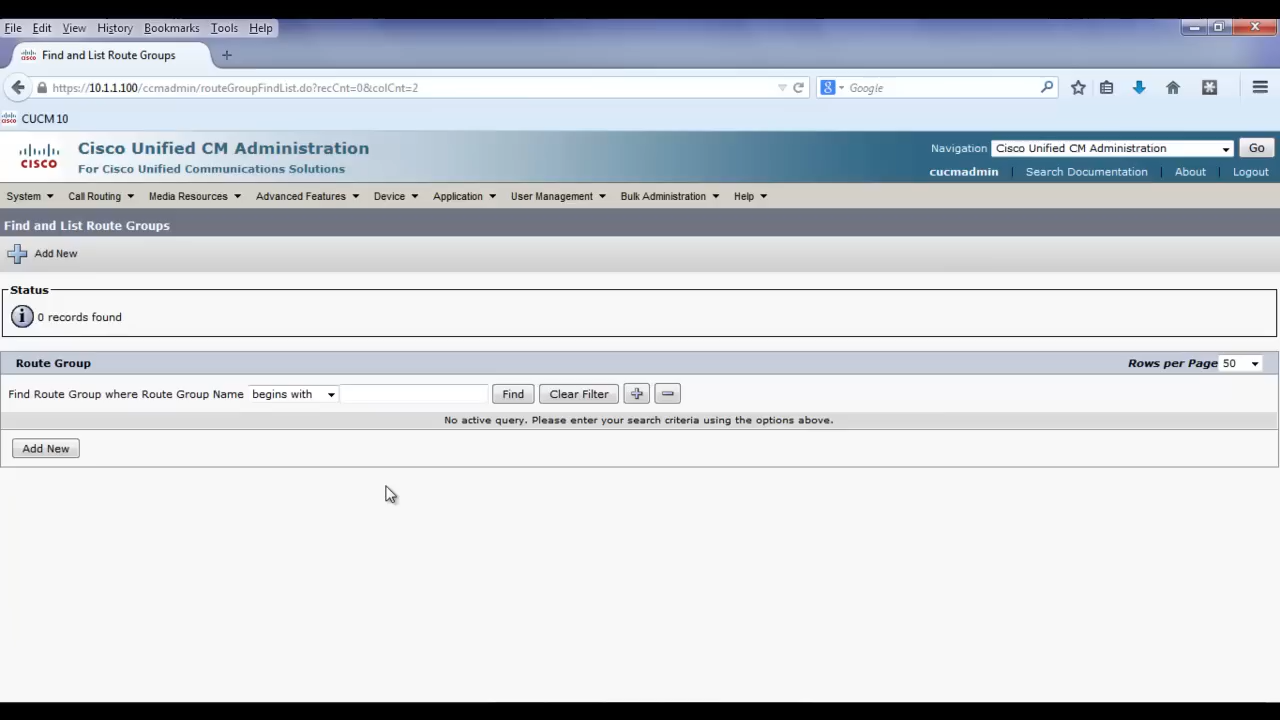 File Edit View History Bookmarks Tools Help
Find and List Route Groups
https://10.1.1.100/ccmadmin/routeGroupFindList.do?recCnt=0&colCnt=2
Google
CUCM 10
CISCO
Cisco Unified CM Administration
For Cisco Unified Communications Solutions
Navigation Cisco Unified CM Administration Go
cucmadmin | Search Documentation | About | Logout
System Call Routing Media Resources Advanced Features Device Application User Management Bulk Administration Help
Find and List Route Groups
Add New
Status
0 records found
Route Group Rows per Page 50
Find Route Group where Route Group Name begins with Find Clear Filter
No active query. Please enter your search criteria using the options above.
Add New